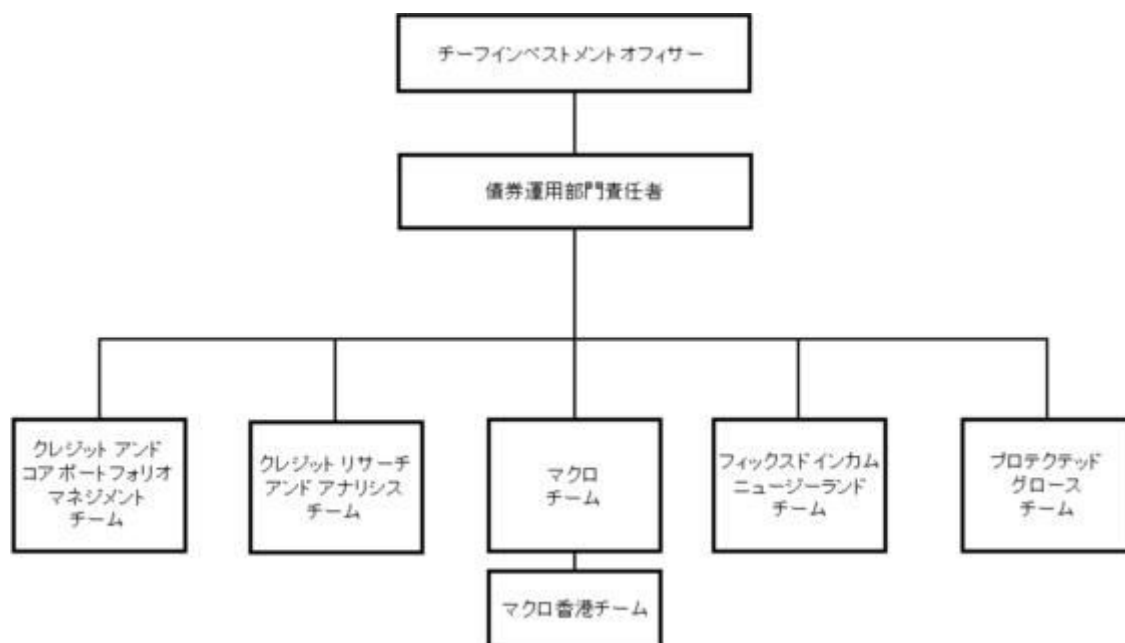 チーフインベストメントオフィサー
債券運用部門責任者
クレジット アンド
コア ポートフォリオ
マネジメント
チーム
クレジット リサーチ
アンド アナリシス
チーム
マクロ
チーム
フィックスド インカム
ニュージーランド
チーム
プロテクテッド
グロース
チーム
マクロ香港チーム